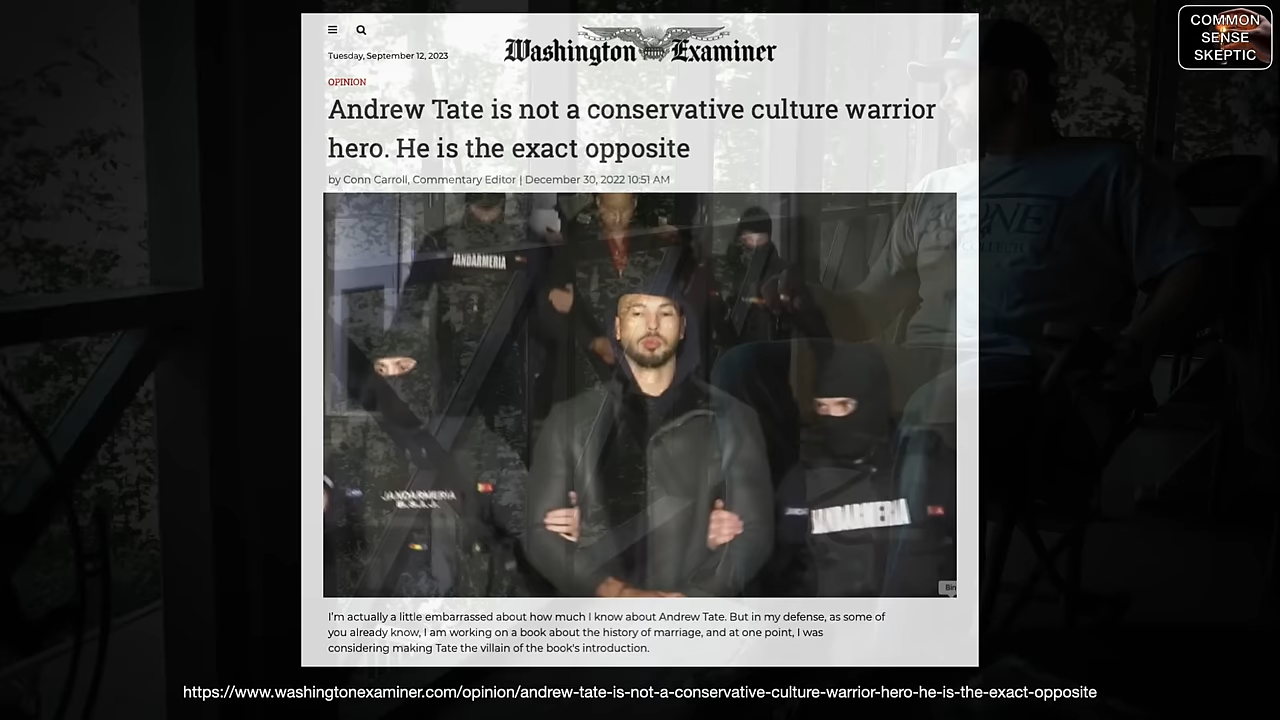 COMMON
SENSE
SKEPTIC
Washington Examiner
Tuesday, September 12, 2023
OPINION
Andrew Tate is not a conservative culture warrior
hero. He is the exact opposite
by Conn Carroll, Commentary Editor | December 30, 2022 10:51 AM
JANDARMERIA
JANDARMERIA
JANDARMERIA
I'm actually a little embarrassed about how much I know about Andrew Tate. But in my defense, as some of
you already know, I am working on a book about the history of marriage, and at one point, I was
considering making Tate the villain of the book's introduction.
https://www.washingtonexaminer.com/opinion/andrew-tate-is-not-a-conservative-culture-warrior-hero-he-is-the-exact-opposite